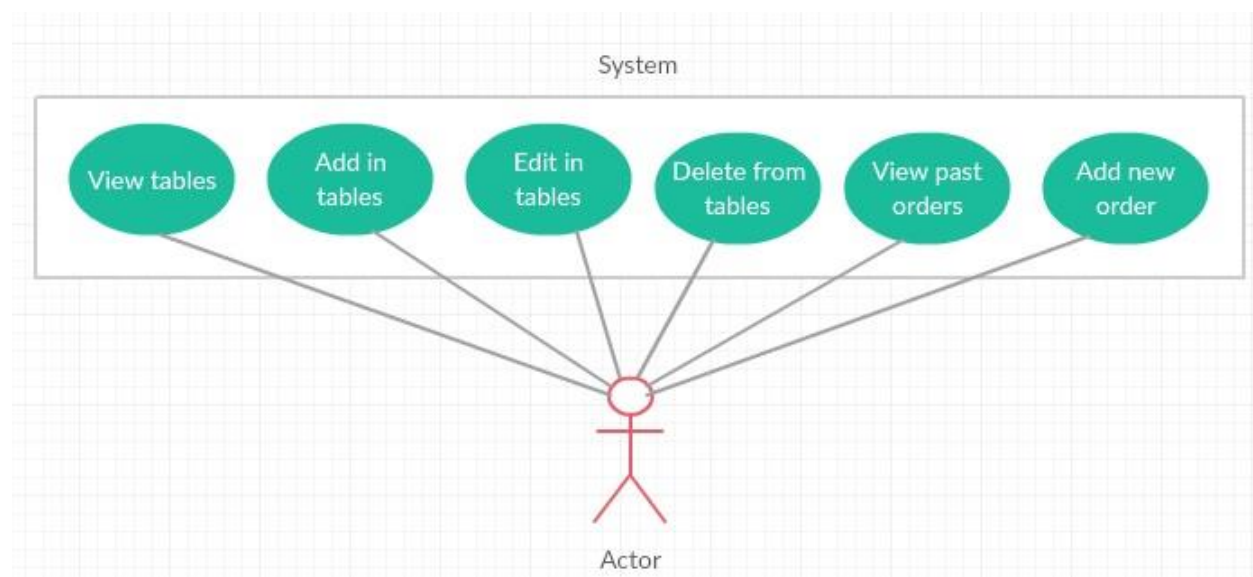 System
View tables
Add in
tables
Edit in
tables
Delete from
tables
View past
orders
Add new
order
Actor